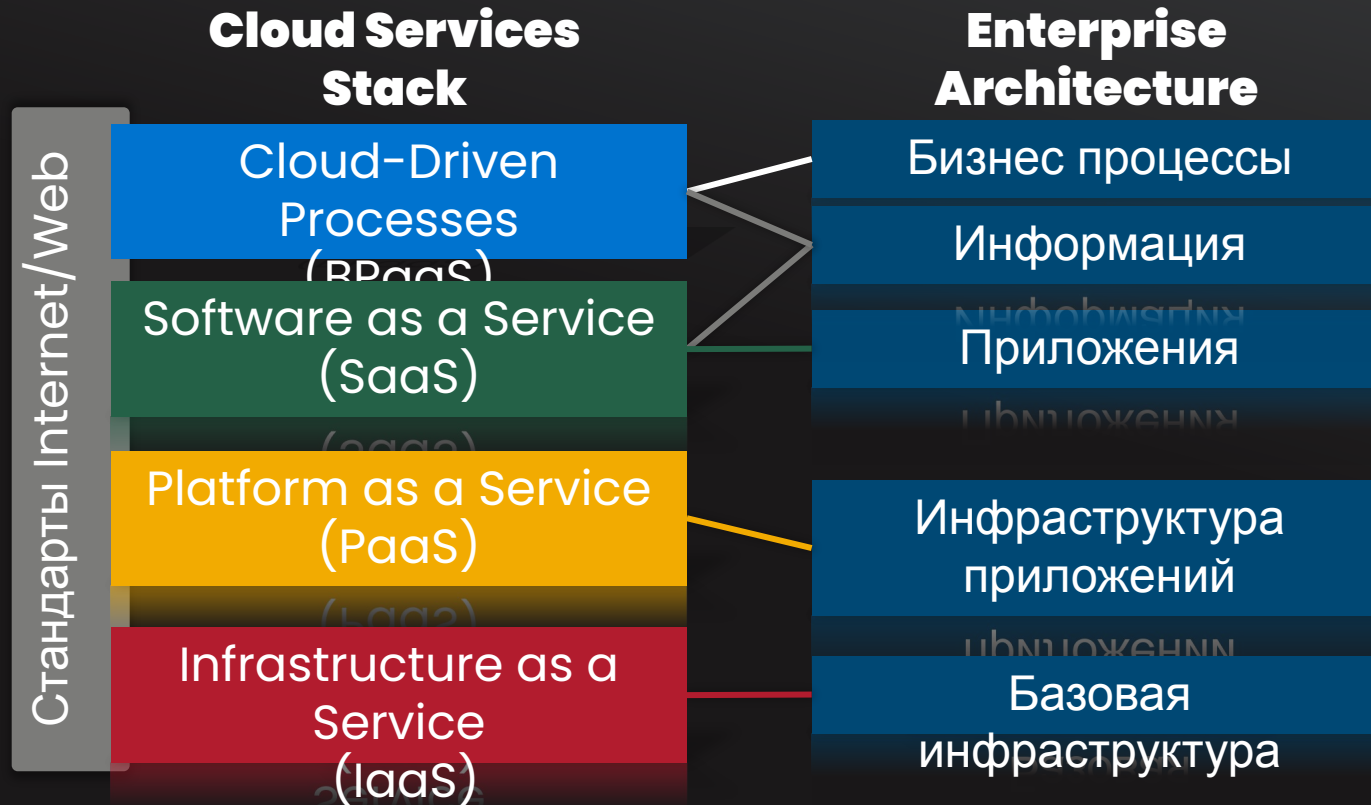 Cloud Services
Stack
Enterprise
Architecture
Стандарты Internet/Web
Cloud-Driven
Processes
(BPaaS)
Software as a Service
(SaaS)
Platform as a Service
(PaaS)
Infrastructure as a
Service
(IaaS)
Бизнес процессы
Информация
Приложения
Инфраструктура
приложений
Базовая
инфраструктура